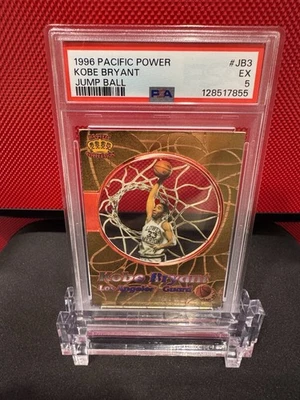 1996 PACIFIC POWER #JB3
KOBE BRYANT EX
JUMP BALL PSA 5
128517855
Kobe Bryant
Los Angeles Guard